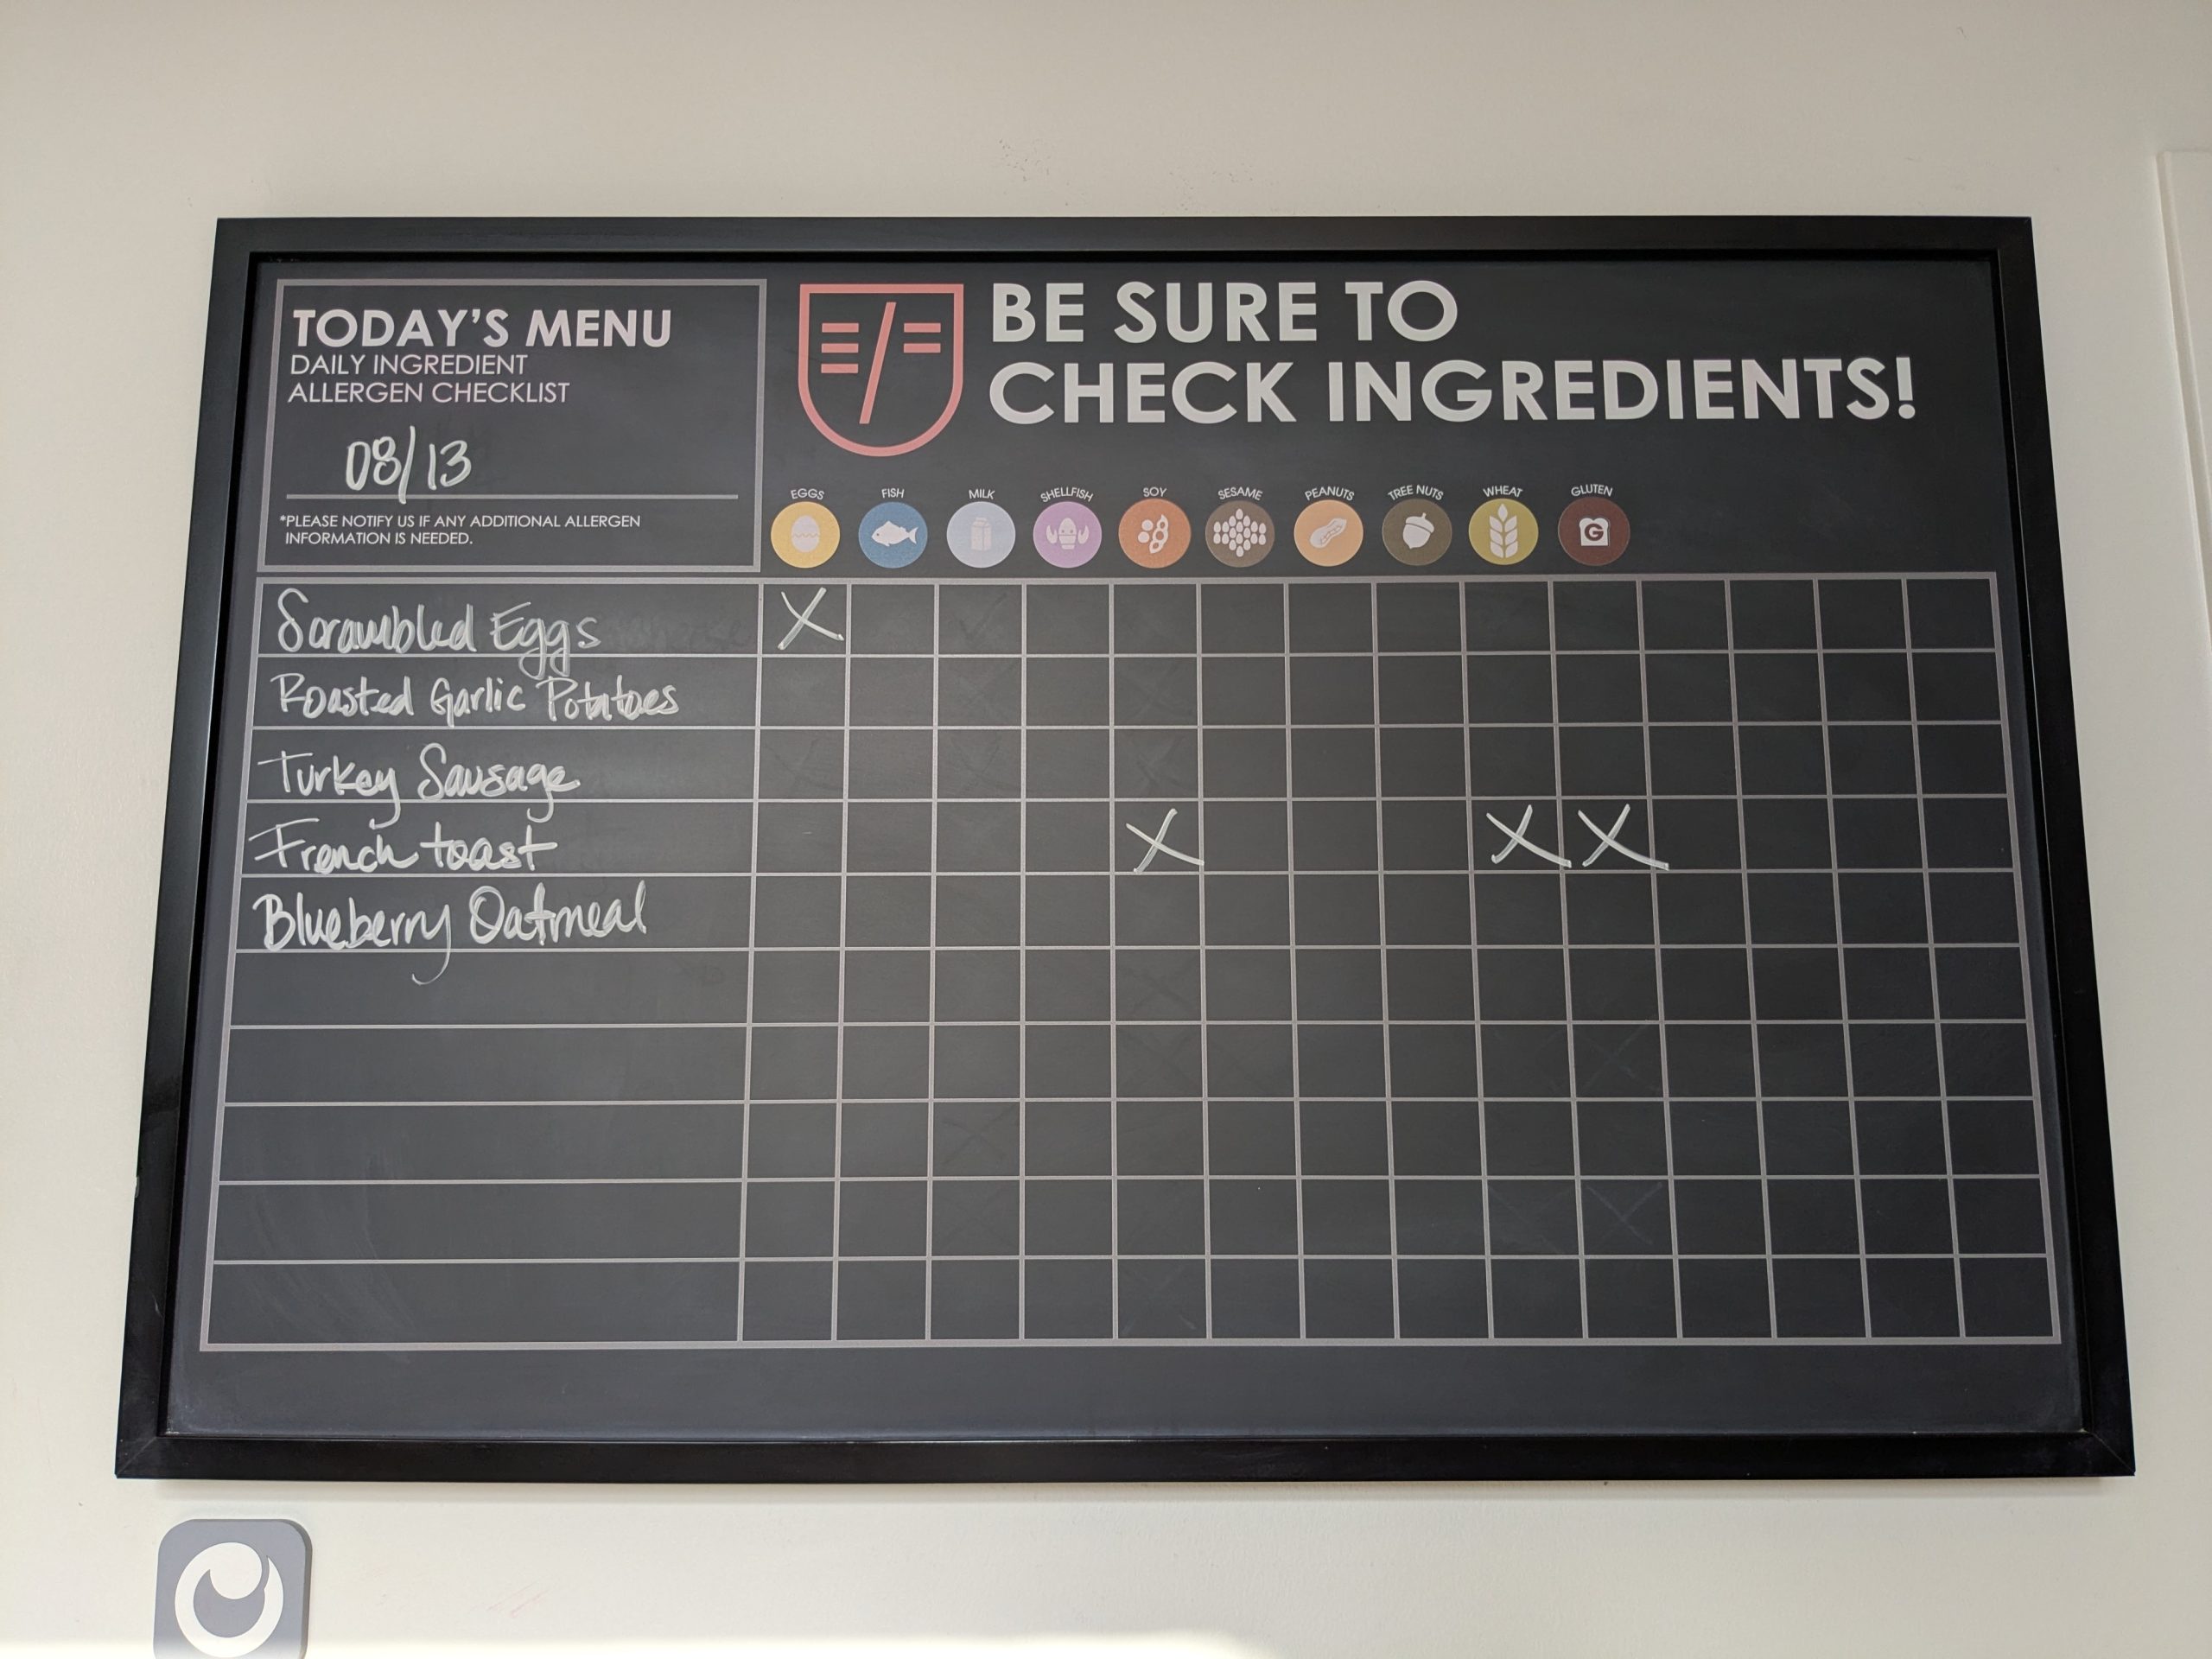 TODAY'S MENU
DAILY INGREDIENT
ALLERGEN CHECKLIST
08/13
*PLEASE NOTIFY US IF ANY ADDITIONAL ALLERGEN
INFORMATION IS NEEDED.
BE SURE TO
CHECK INGREDIENTS!
EGGS FISH MILK SHELLFISH SOY SESAME PEANUTS TREE NUTS WHEAT GLUTEN
G
Scrambled Eggs X
Roasted Garlic Potatoes
Turkey Sausage
French toast X X X
Blueberry Oatmeal